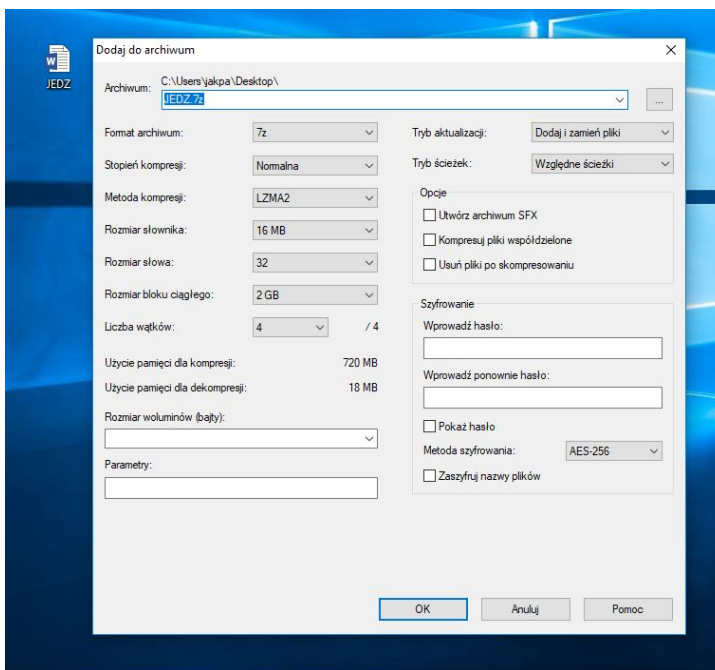 JEDZ
Dodaj do archiwum
Archiwum: C:\Users\jakpa\Desktop\
JEDZ.7z
...
Format archiwum: 7z
Tryb aktualizacji: Dodaj i zamień pliki
Stopień kompresji: Normalna
Tryb ścieżek: Względne ścieżki
Metoda kompresji: LZMA2
Rozmiar słownika: 16 MB
Rozmiar słowa: 32
Rozmiar bloku ciągłego: 2 GB
Liczba wątków: 4 / 4
Użycie pamięci dla kompresji: 720 MB
Użycie pamięci dla dekompresji: 18 MB
Rozmiar woluminów (bajty):
Parametry:
Opcje
Utwórz archiwum SFX
Kompresuj pliki współdzielone
Usuń pliki po skompresowaniu
Szyfrowanie
Wprowadź hasło:
Wprowadź ponownie hasło:
Pokaż hasło
Metoda szyfrowania: AES-256
Zaszyfruj nazwy plików
OK
Anuluj
Pomoc